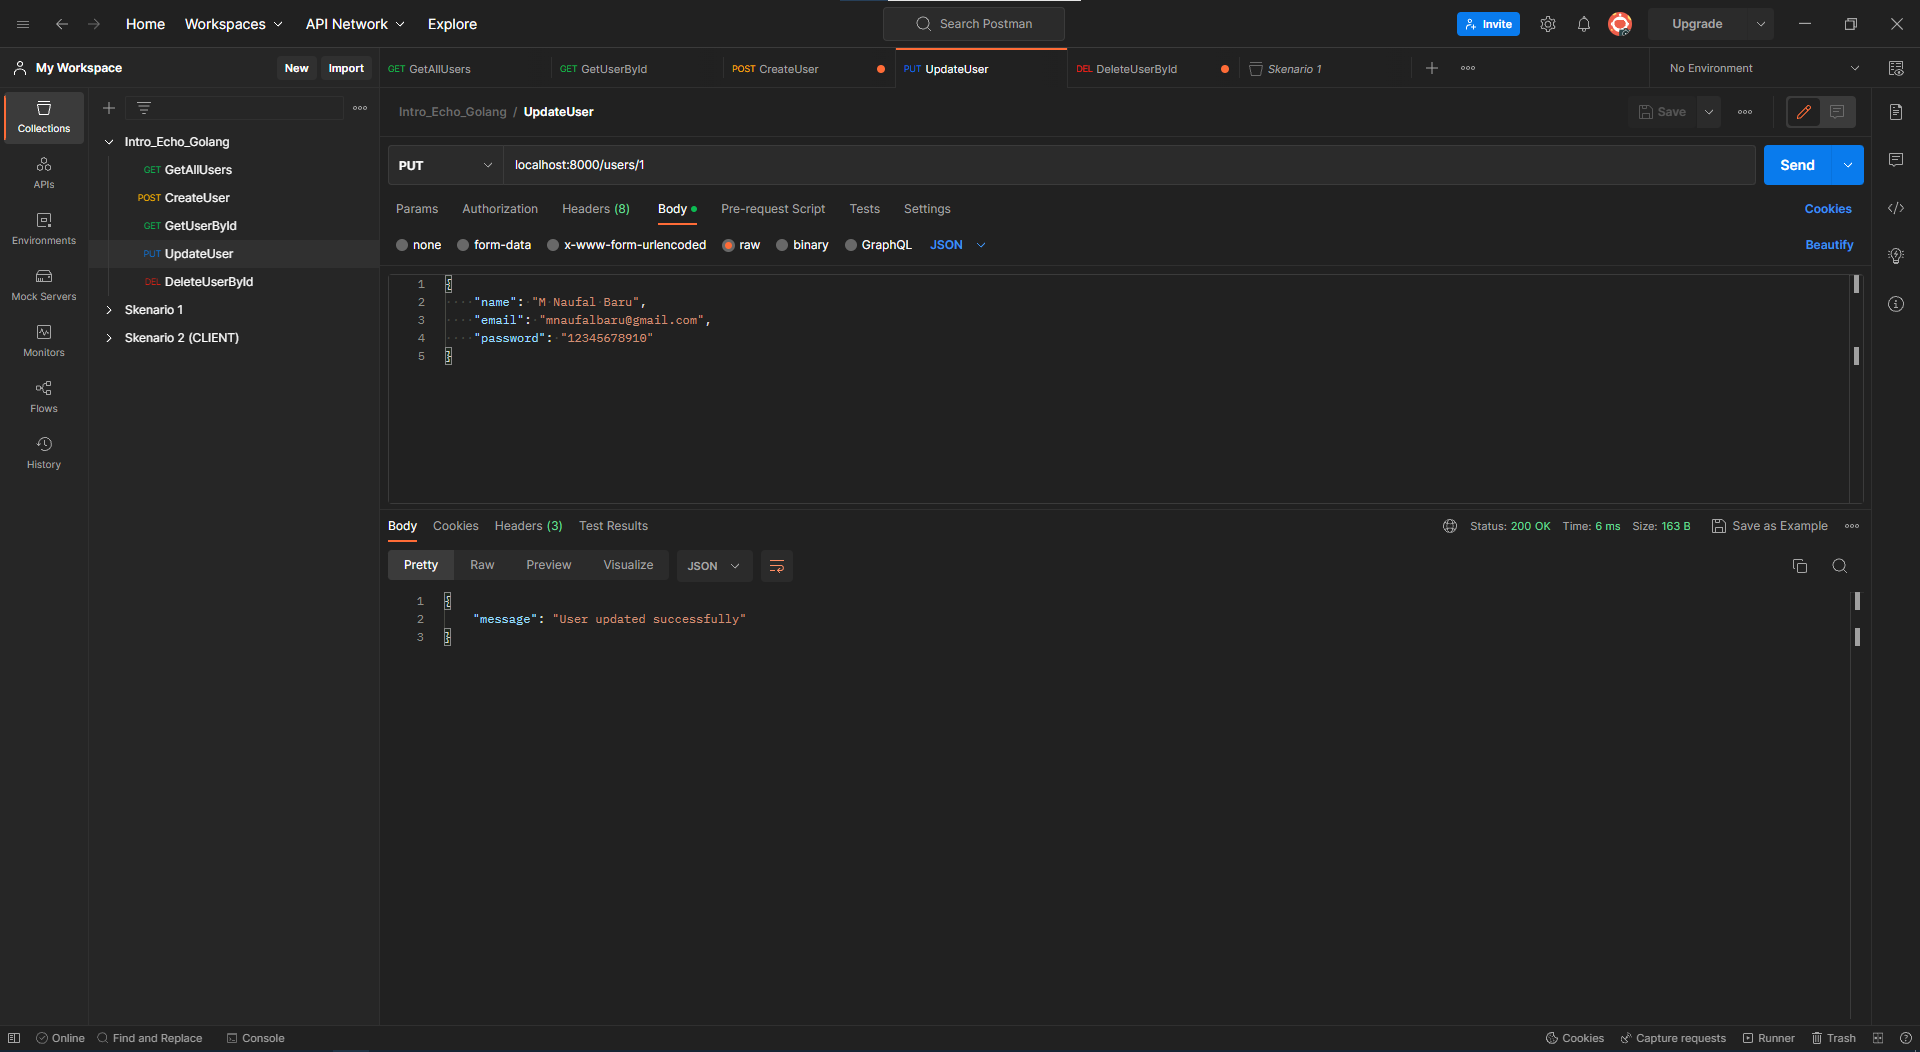 Home Workspaces API Network Explore Search Postman Invite Upgrade
My Workspace New Import GET GetAllUsers GET GetUserById POST CreateUser PUT UpdateUser DEL DeleteUserById Skenario 1 No Environment
Intro_Echo_Golang / UpdateUser Save
Collections
APIs
Environments
Mock Servers
Monitors
Flows
History
Intro_Echo_Golang
GET GetAllUsers
POST CreateUser
GET GetUserById
PUT UpdateUser
DEL DeleteUserById
Skenario 1
Skenario 2 (CLIENT)
PUT localhost:8000/users/1 Send
Params Authorization Headers (8) Body Pre-request Script Tests Settings Cookies
none form-data x-www-form-urlencoded raw binary GraphQL JSON Beautify
1 {
2 "name": "M Naufal Baru",
3 "email": "mnaufalbaru@gmail.com",
4 "password": "12345678910"
5 }
Body Cookies Headers (3) Test Results Status: 200 OK Time: 6 ms Size: 163 B Save as Example
Pretty Raw Preview Visualize JSON
1 {
2 "message": "User updated successfully"
3 }
Online Find and Replace Console Cookies Capture requests Runner Trash